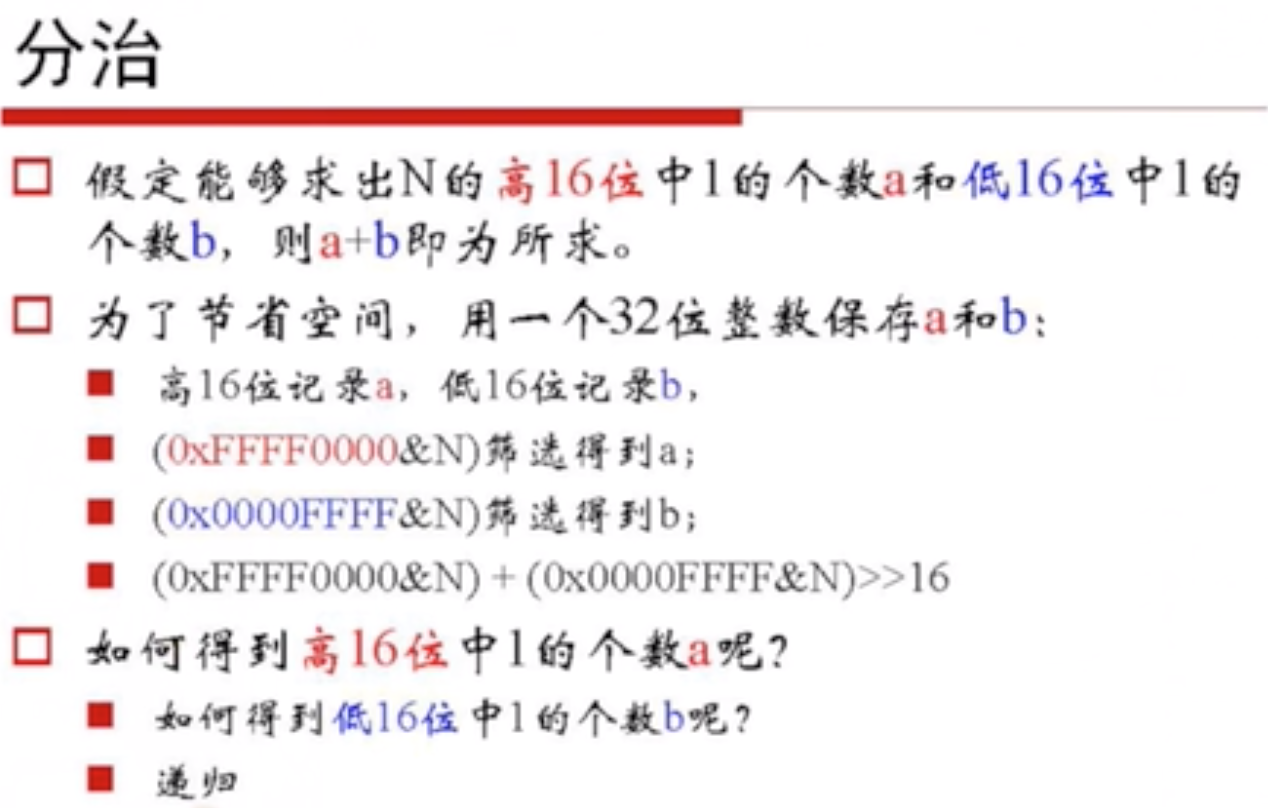 分治
假定能够求出N的高16位中1的个数a和低16位中1的
个数b，则a+b即为所求。
为了节省空间，用一个32位整数保存a和b：
高16位记录a，低16位记录b，
(0xFFFF0000&N)筛选得到a；
(0x0000FFFF&N)筛选得到b；
(0xFFFF0000&N) + (0x0000FFFF&N)>>16
如何得到高16位中1的个数a呢？
如何得到低16位中1的个数b呢？
递归